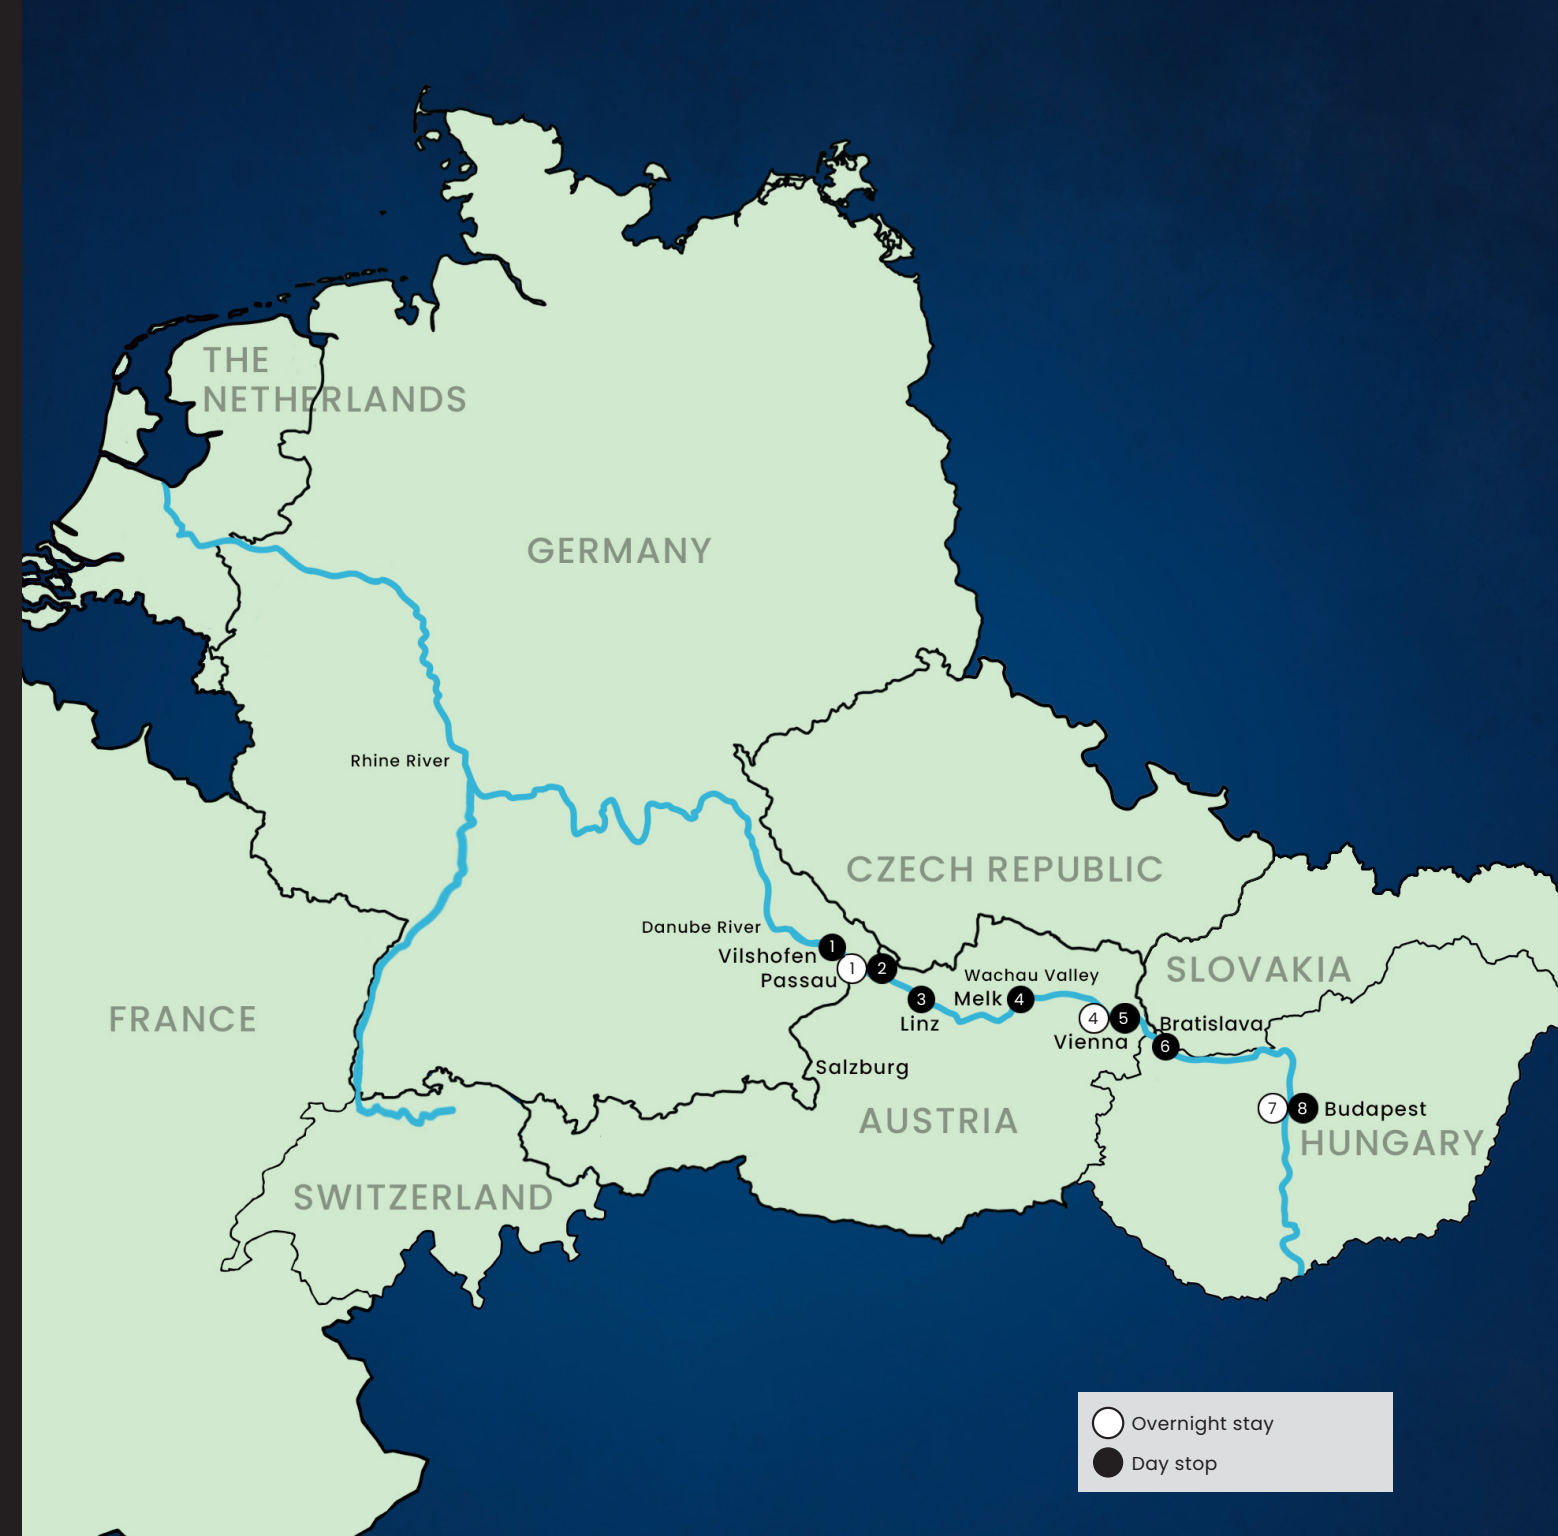 THE
NETHERLANDS
GERMANY
Rhine River
CZECH REPUBLIC
Danube River
Vilshofen 1
Passau 1 2
SLOVAKIA
Wachau Valley
3 Melk 4
Linz
FRANCE
4 5
Vienna
Bratislava
6
Salzburg
7 8 Budapest
AUSTRIA
HUNGARY
SWITZERLAND
Overnight stay
Day stop